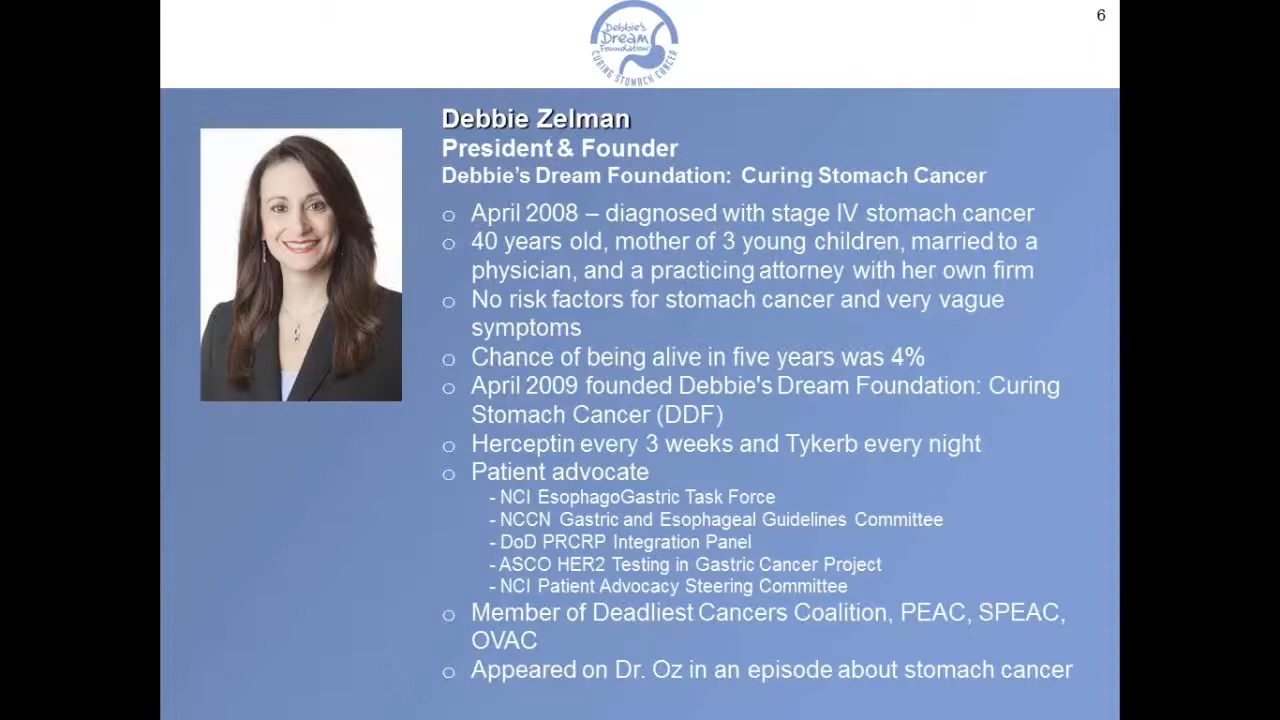 6
Debbie's
Dream
Foundation
CURING STOMACH CANCER
Debbie Zelman
President & Founder
Debbie's Dream Foundation: Curing Stomach Cancer
o April 2008 – diagnosed with stage IV stomach cancer
o 40 years old, mother of 3 young children, married to a
physician, and a practicing attorney with her own firm
o No risk factors for stomach cancer and very vague
symptoms
o Chance of being alive in five years was 4%
o April 2009 founded Debbie's Dream Foundation: Curing
Stomach Cancer (DDF)
o Herceptin every 3 weeks and Tykerb every night
o Patient advocate
- NCI EsophagoGastric Task Force
- NCCN Gastric and Esophageal Guidelines Committee
- DoD PRCRP Integration Panel
- ASCO HER2 Testing in Gastric Cancer Project
- NCI Patient Advocacy Steering Committee
o Member of Deadliest Cancers Coalition, PEAC, SPEAC,
OVAC
o Appeared on Dr. Oz in an episode about stomach cancer